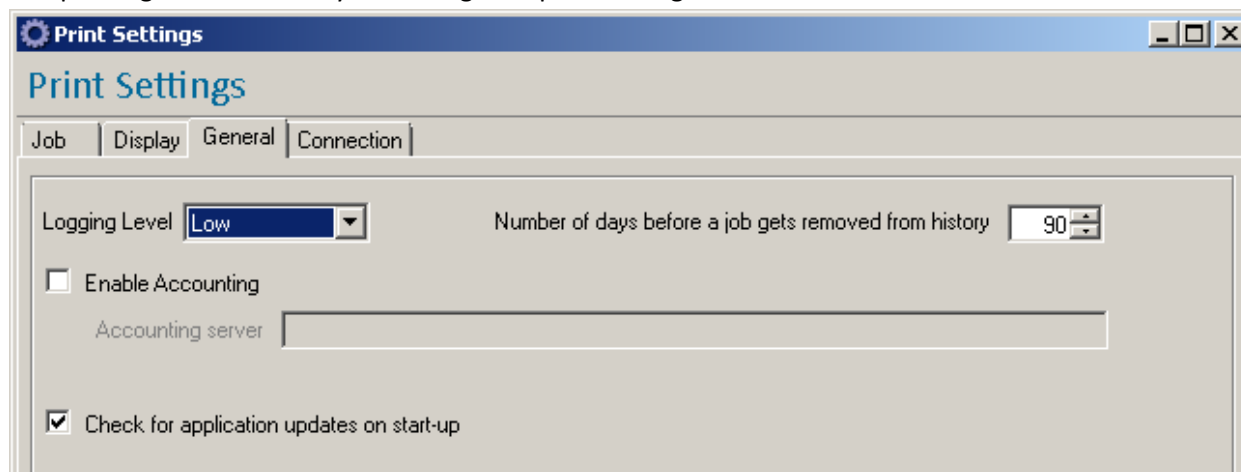 Print Settings
Print Settings
Job Display General Connection
Logging Level Low Number of days before a job gets removed from history 90
Enable Accounting
Accounting server
Check for application updates on start-up